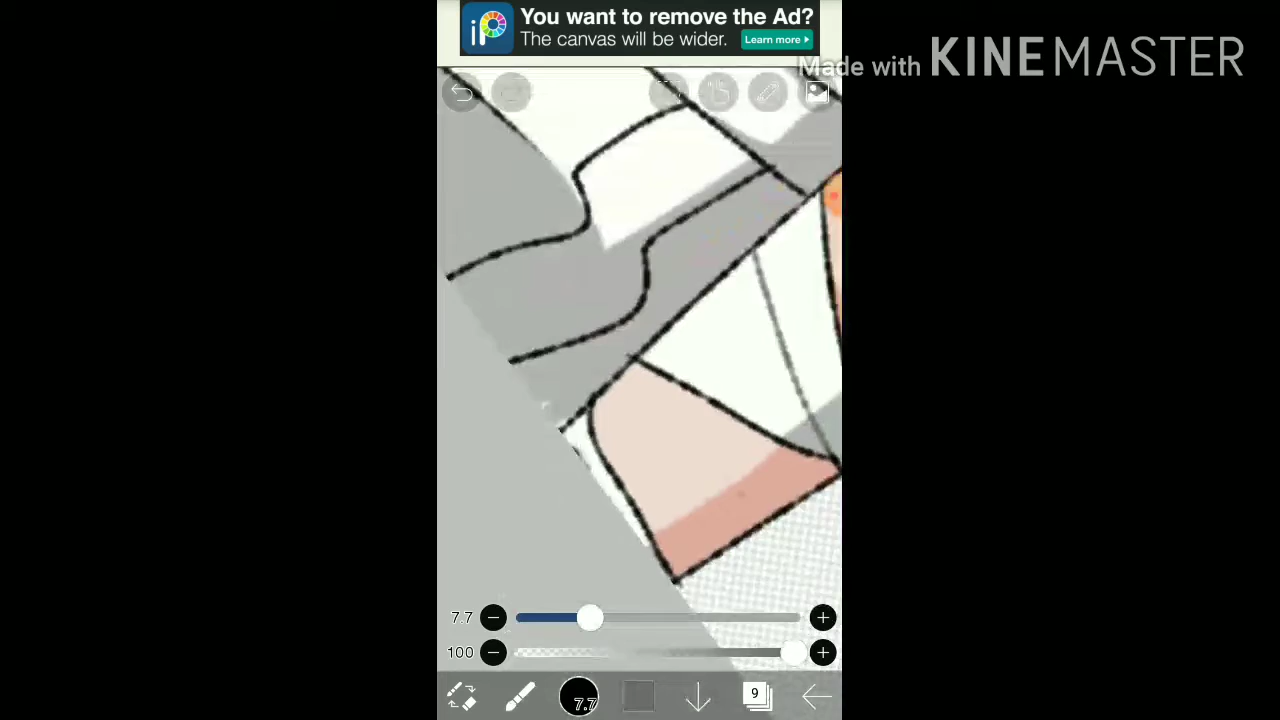 iP
You want to remove the Ad?
The canvas will be wider.
Learn more
Made with KINEMASTER
7.7
100
7.7
9